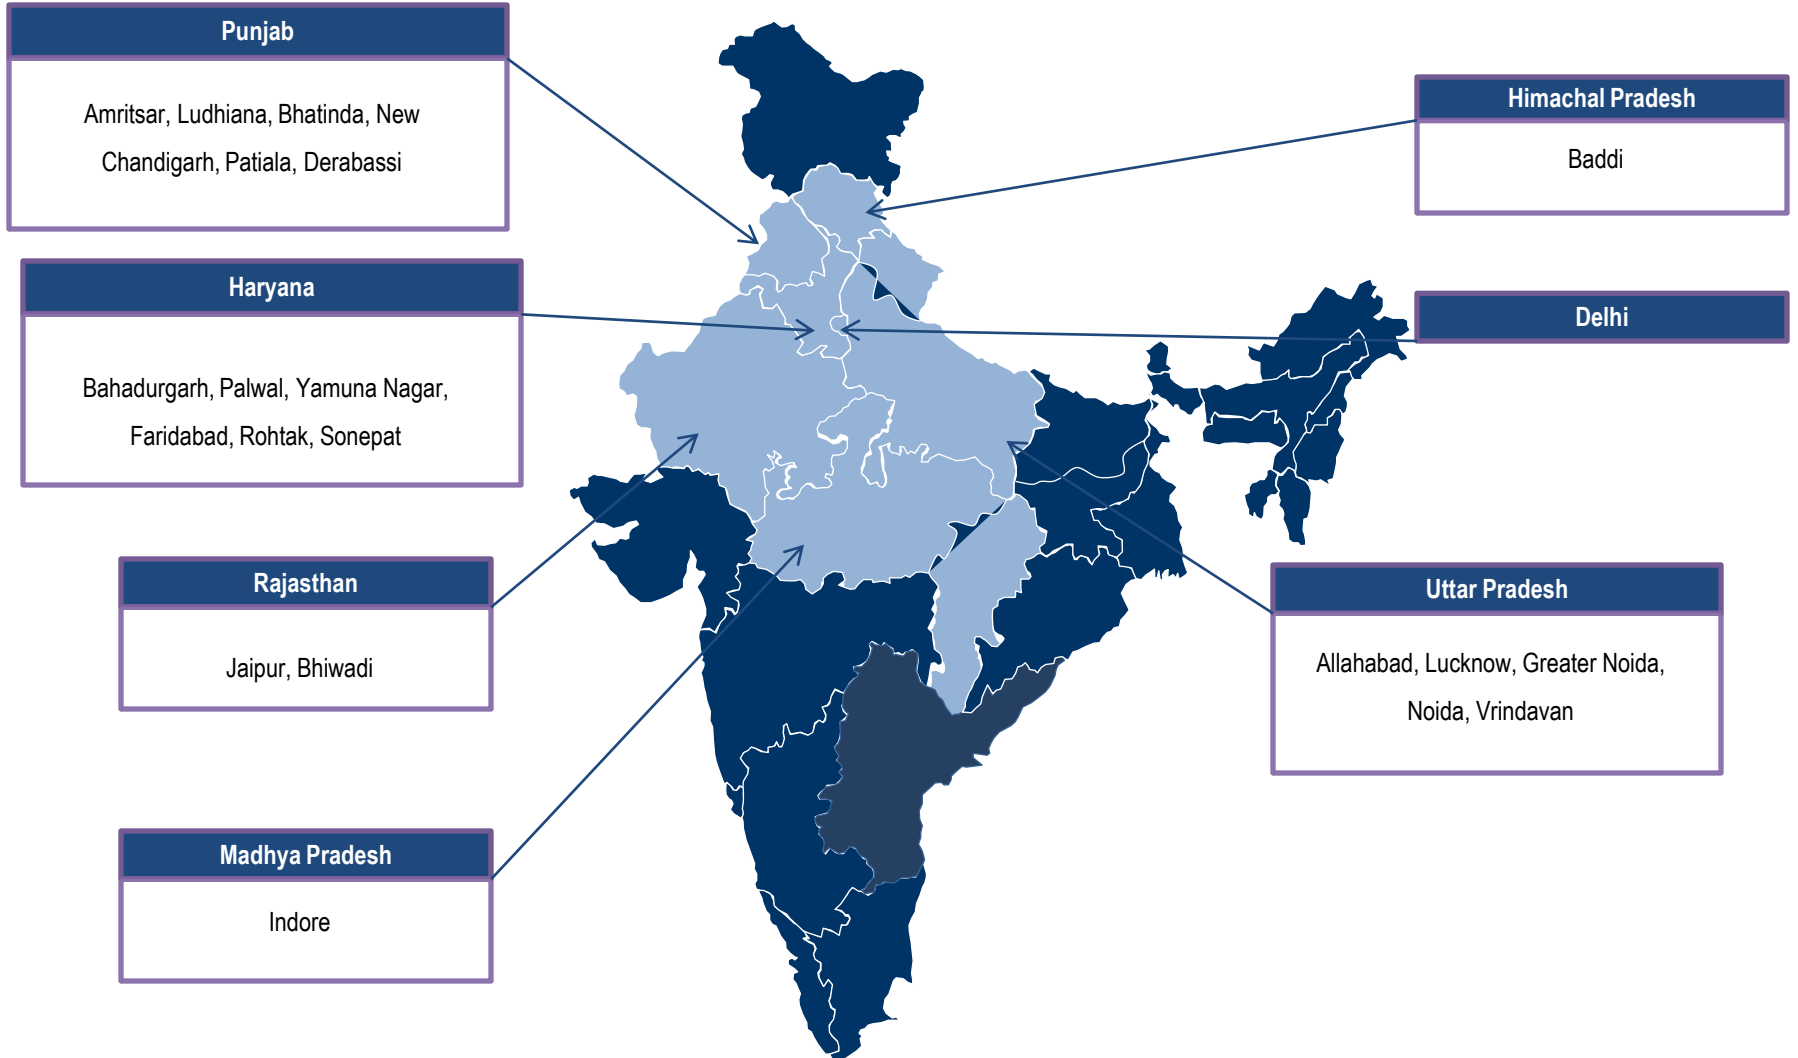 Punjab
Amritsar, Ludhiana, Bhatinda, New
Chandigarh, Patiala, Derabassi
Himachal Pradesh
Baddi
Haryana
Bahadurgarh, Palwal, Yamuna Nagar,
Faridabad, Rohtak, Sonepat
Delhi
Rajasthan
Jaipur, Bhiwadi
Uttar Pradesh
Allahabad, Lucknow, Greater Noida,
Noida, Vrindavan
Madhya Pradesh
Indore